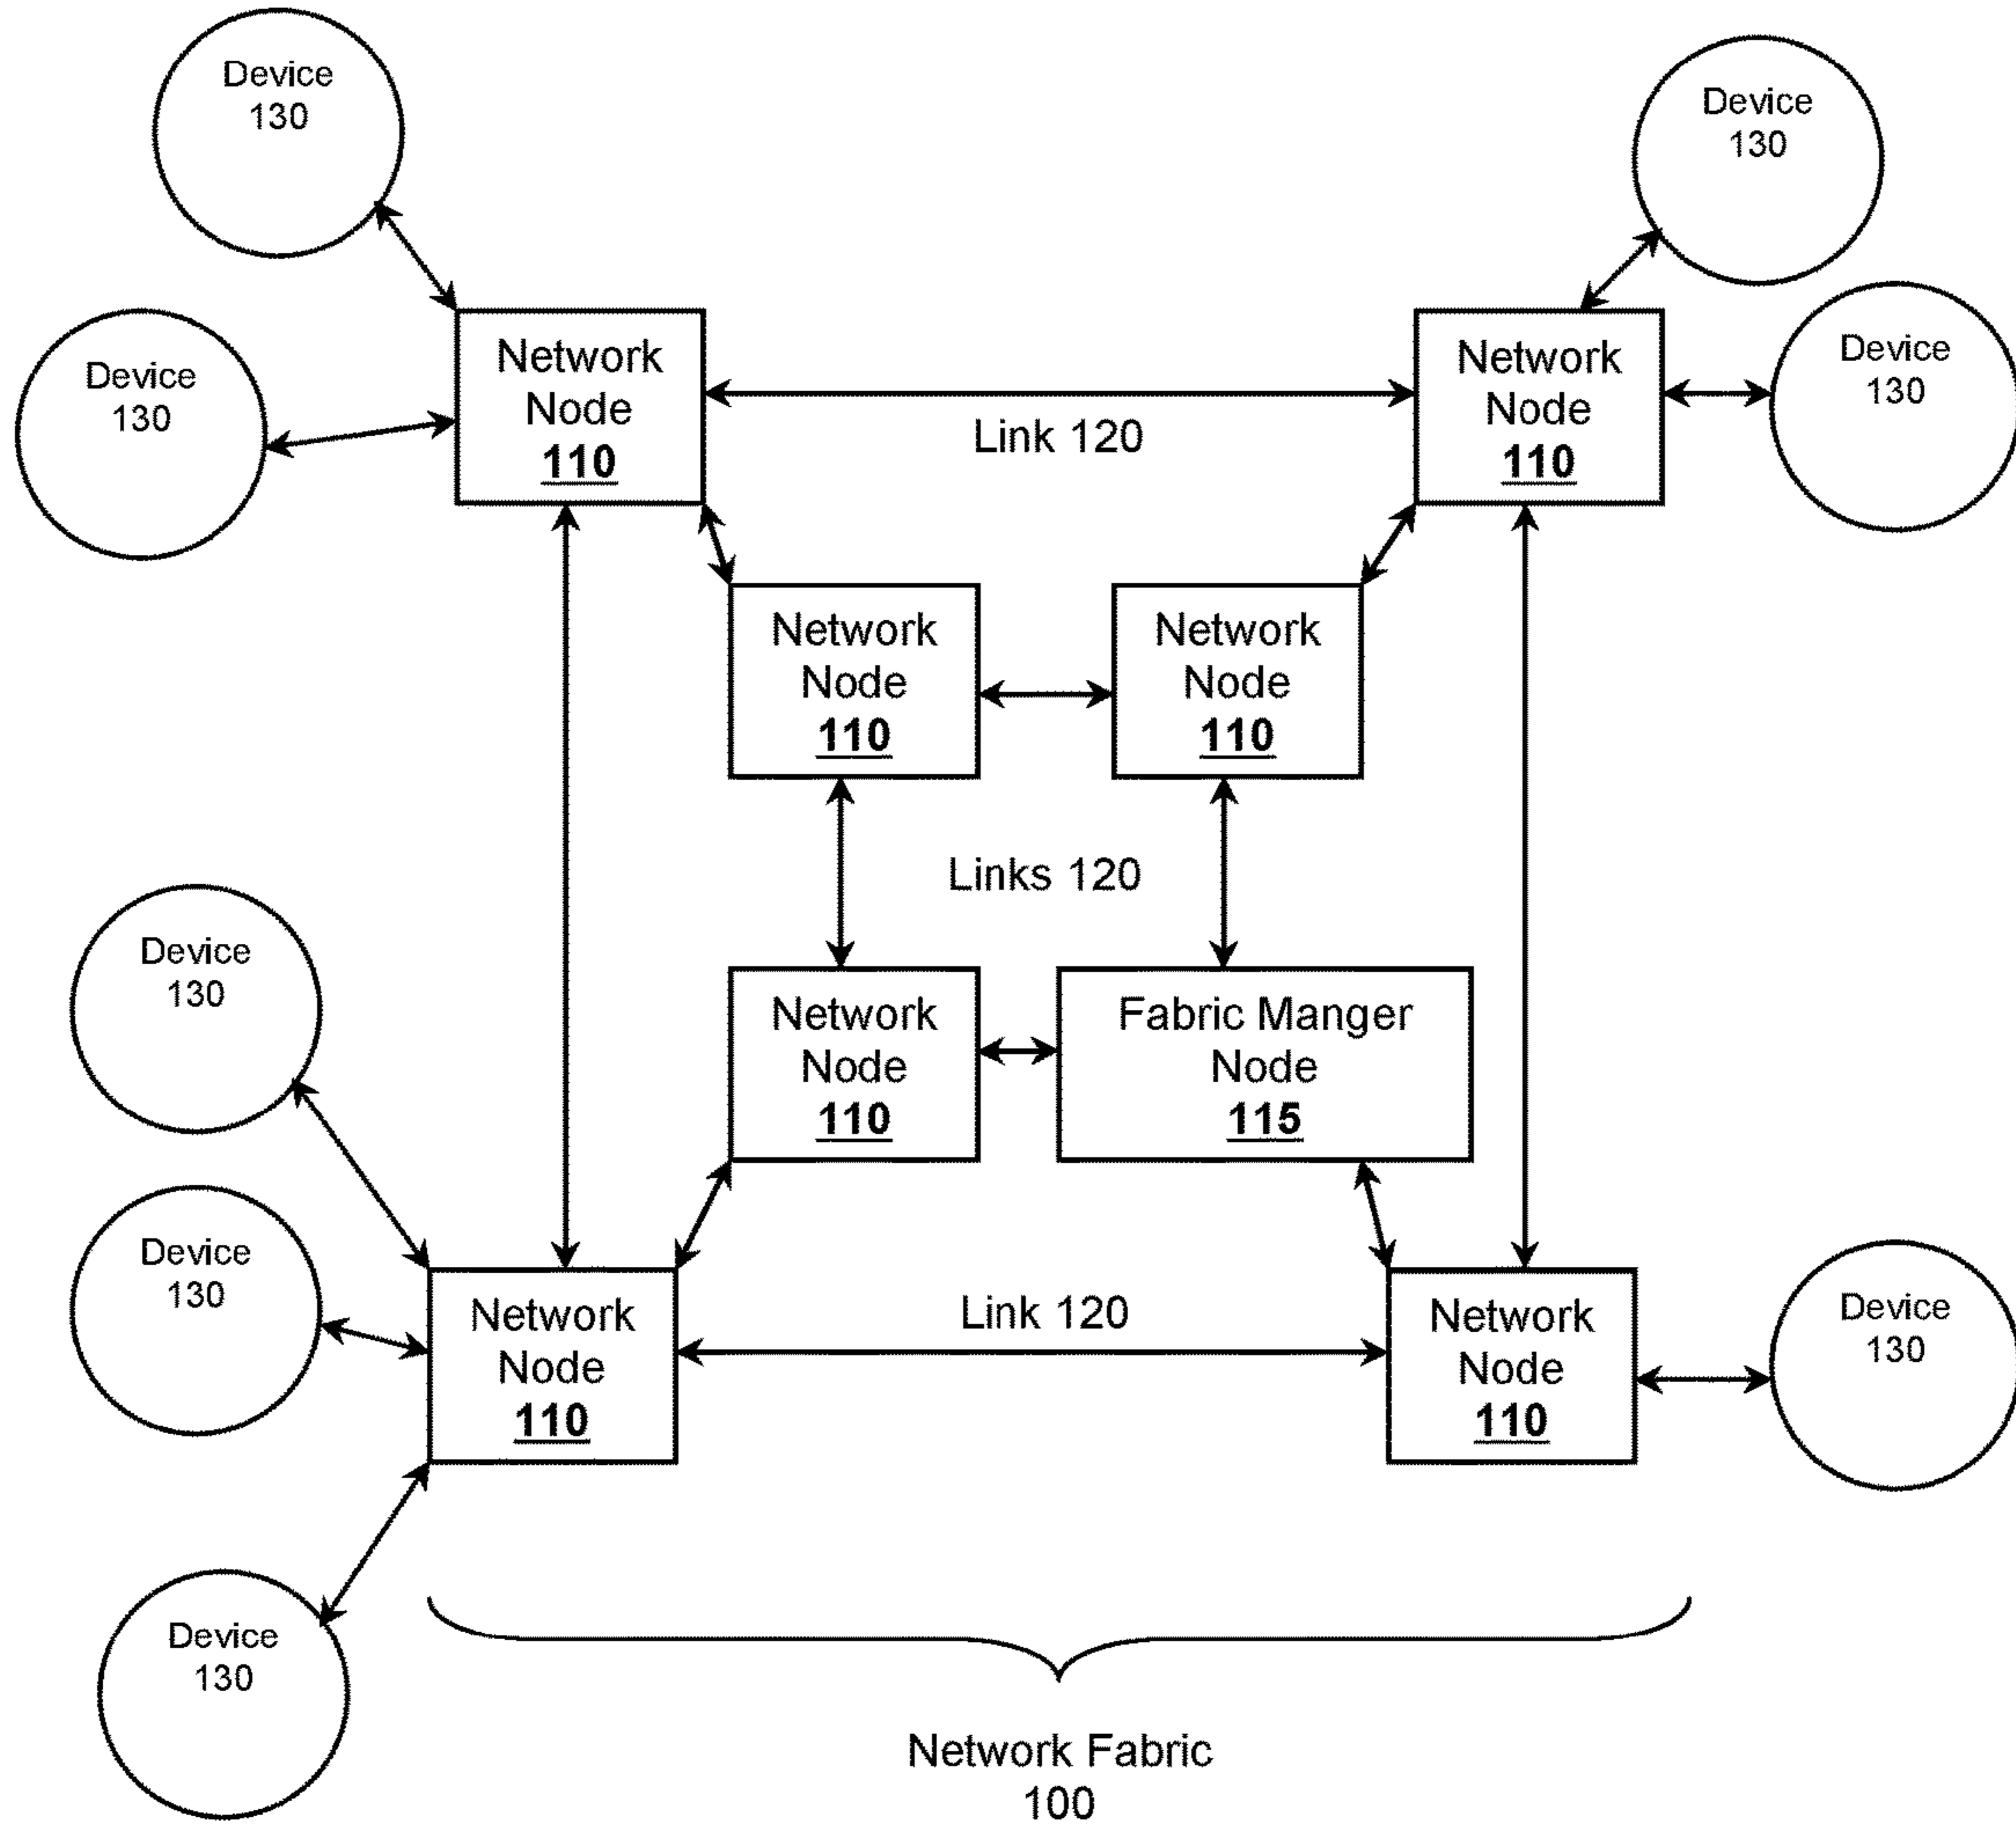 Device
130
Device
130
Device
130
Device
130
Network
Node
110
Link 120
Network
Node
110
Network
Node
110
Network
Node
110
Links 120
Device
130
Network
Node
110
Fabric Manger
Node
115
Device
130
Network
Node
110
Link 120
Network
Node
110
Device
130
Device
130
Network Fabric
100